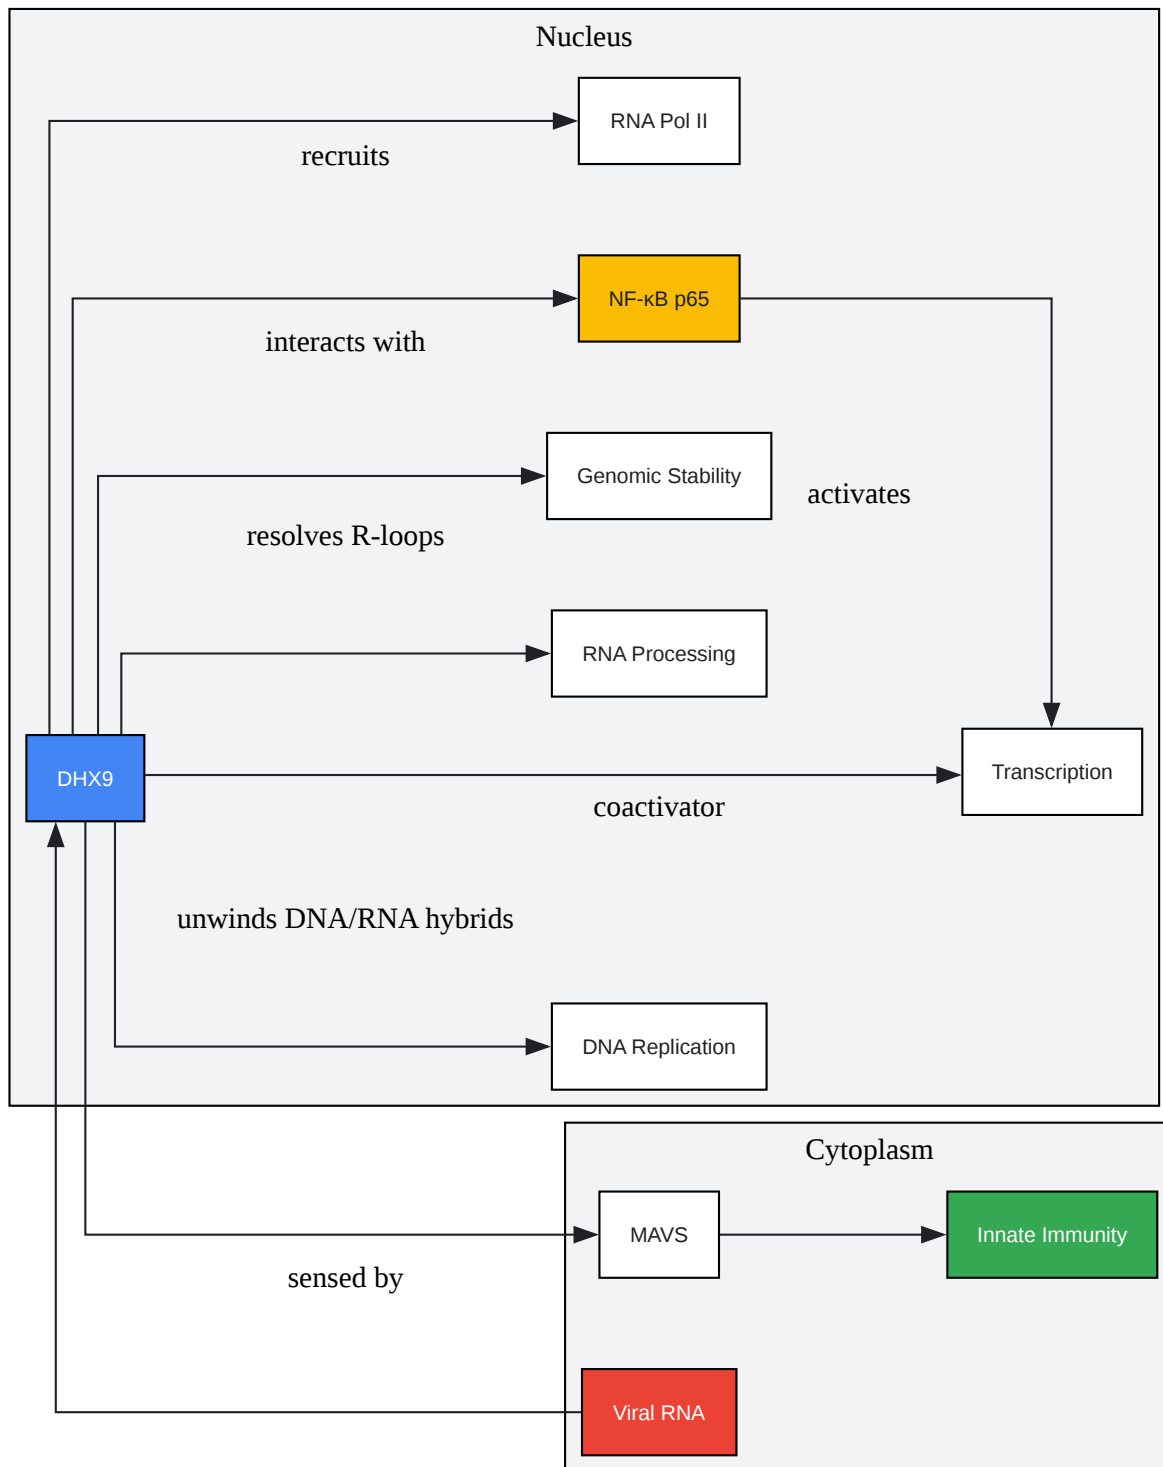 Nucleus
RNA Pol II
recruits
NF-κB p65
interacts with
Genomic Stability
activates
resolves R-loops
RNA Processing
Transcription
DHX9
coactivator
unwinds DNA/RNA hybrids
DNA Replication
Cytoplasm
MAVS
Innate Immunity
sensed by
Viral RNA